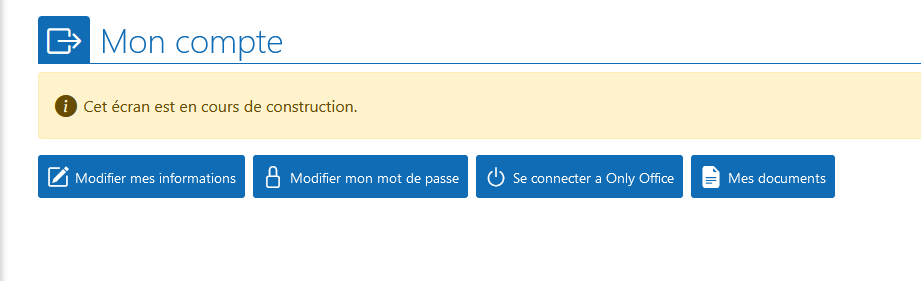 Mon compte
Cet écran est en cours de construction.
Modifier mes informations
Modifier mon mot de passe
Se connecter a Only Office
Mes documents